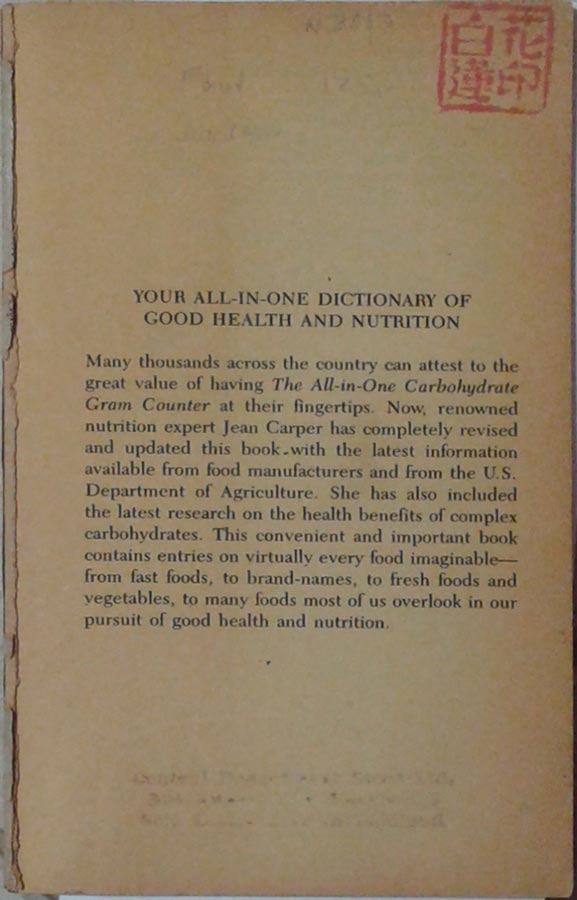 花印
白蓮
YOUR ALL-IN-ONE DICTIONARY OF
GOOD HEALTH AND NUTRITION
Many thousands across the country can attest to the
great value of having The All-in-One Carbohydrate
Gram Counter at their fingertips. Now, renowned
nutrition expert Jean Carper has completely revised
and updated this book with the latest information
available from food manufacturers and from the U.S.
Department of Agriculture. She has also included
the latest research on the health benefits of complex
carbohydrates. This convenient and important book
contains entries on virtually every food imaginable—
from fast foods, to brand-names, to fresh foods and
vegetables, to many foods most of us overlook in our
pursuit of good health and nutrition.